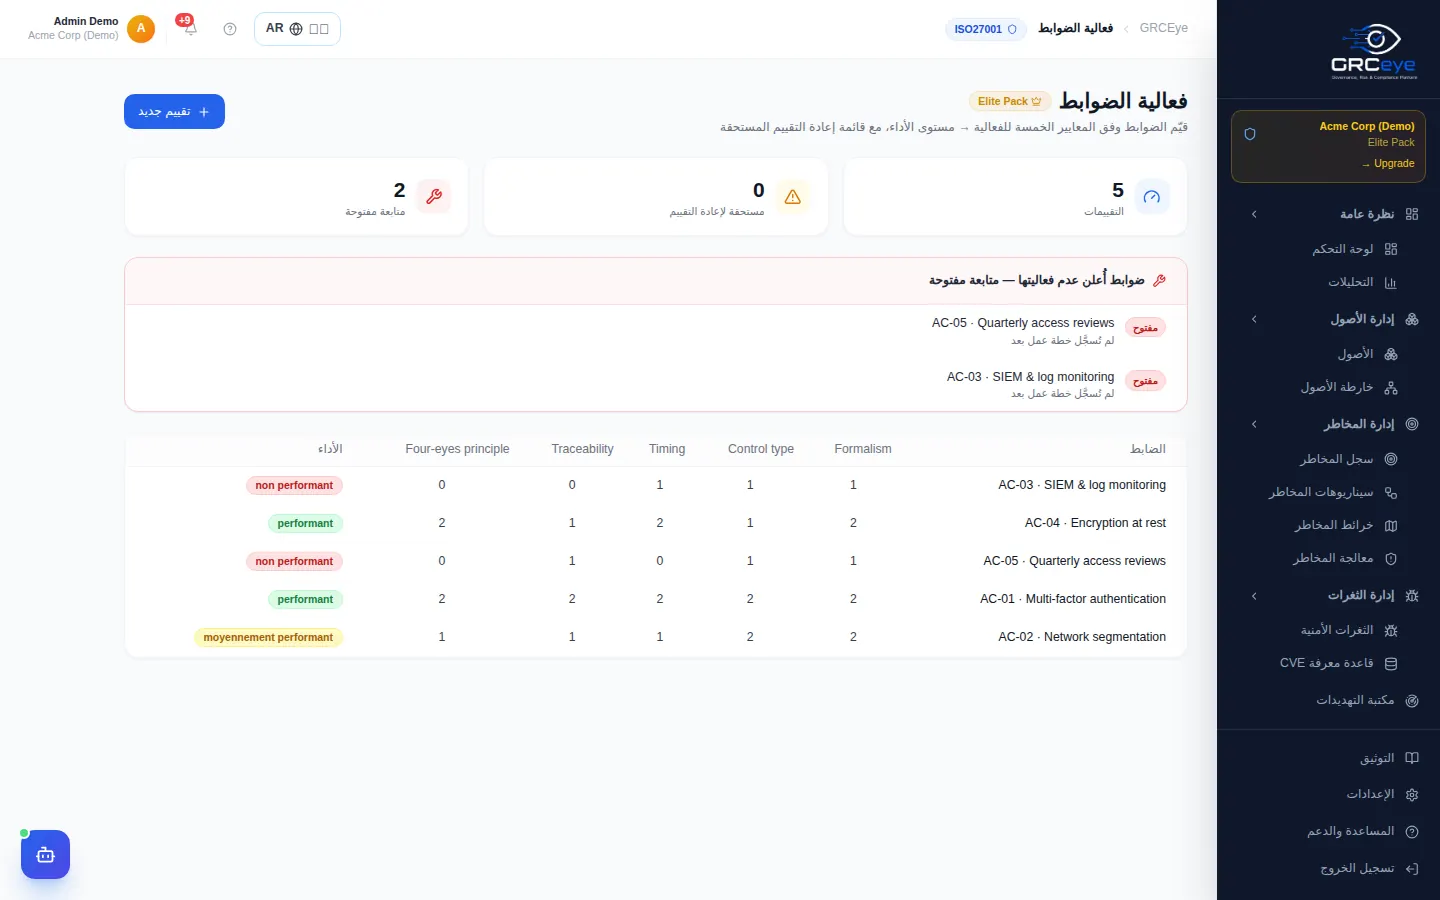 GRCeye
Governance, Risk & Compliance Platform
Acme Corp (Demo)
Elite Pack
Upgrade →
نظرة عامة
لوحة التحكم
التحليلات
إدارة الأصول
الأصول
خارطة الأصول
إدارة المخاطر
سجل المخاطر
سيناريوهات المخاطر
خرائط المخاطر
معالجة المخاطر
إدارة الثغرات
الثغرات الأمنية
قاعدة معرفة CVE
مكتبة التهديدات
التوثيق
الإعدادات
المساعدة والدعم
تسجيل الخروج
GRCEye فعالية الضوابط ISO27001
AR
+9
A
Admin Demo
Acme Corp (Demo)
فعالية الضوابط Elite Pack
قيّم الضوابط وفق المعايير الخمسة للفعالية → مستوى الأداء، مع قائمة إعادة التقييم المستحقة
تقييم جديد
5
التقييمات
0
مستحقة لإعادة التقييم
2
متابعة مفتوحة
ضوابط أُعلن عدم فعاليتها — متابعة مفتوحة
مفتوح AC-05 · Quarterly access reviews
لم تُسجَّل خطة عمل بعد
مفتوح AC-03 · SIEM & log monitoring
لم تُسجَّل خطة عمل بعد
الضابط Formalism Control type Timing Traceability Four-eyes principle الأداء
AC-03 · SIEM & log monitoring 1 1 1 0 0 non performant
AC-04 · Encryption at rest 2 1 2 1 2 performant
AC-05 · Quarterly access reviews 1 1 0 1 0 non performant
AC-01 · Multi-factor authentication 2 2 2 2 2 performant
AC-02 · Network segmentation 2 2 1 1 1 moyennement performant